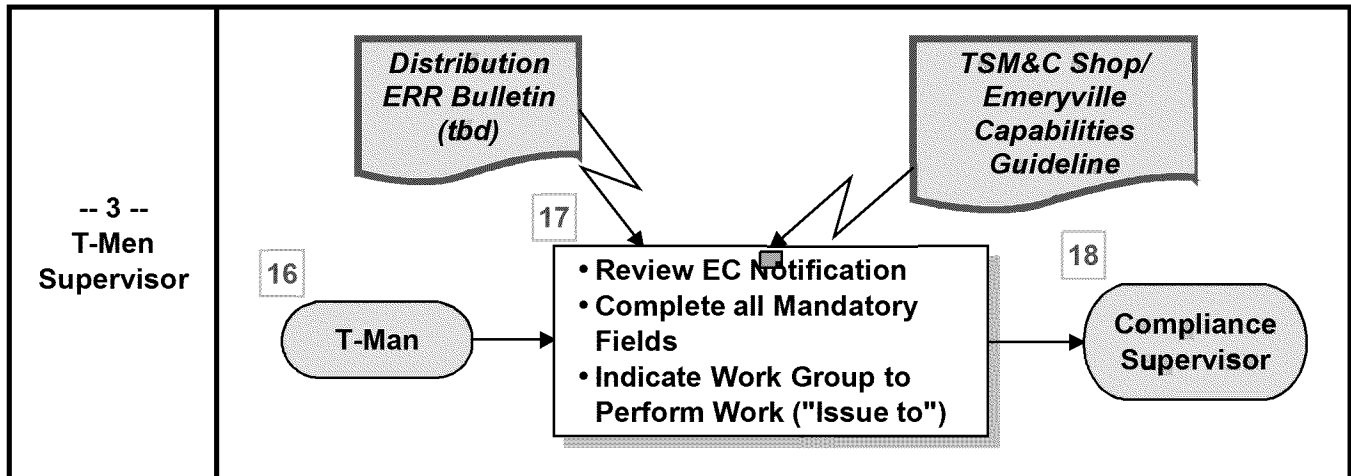 -- 3 --
T-Men
Supervisor
Distribution
ERR Bulletin
(tbd)
TSM&C Shop/
Emeryville
Capabilities
Guideline
16
T-Man
17
• Review EC Notification
• Complete all Mandatory
Fields
• Indicate Work Group to
Perform Work ("Issue to")
18
Compliance
Supervisor